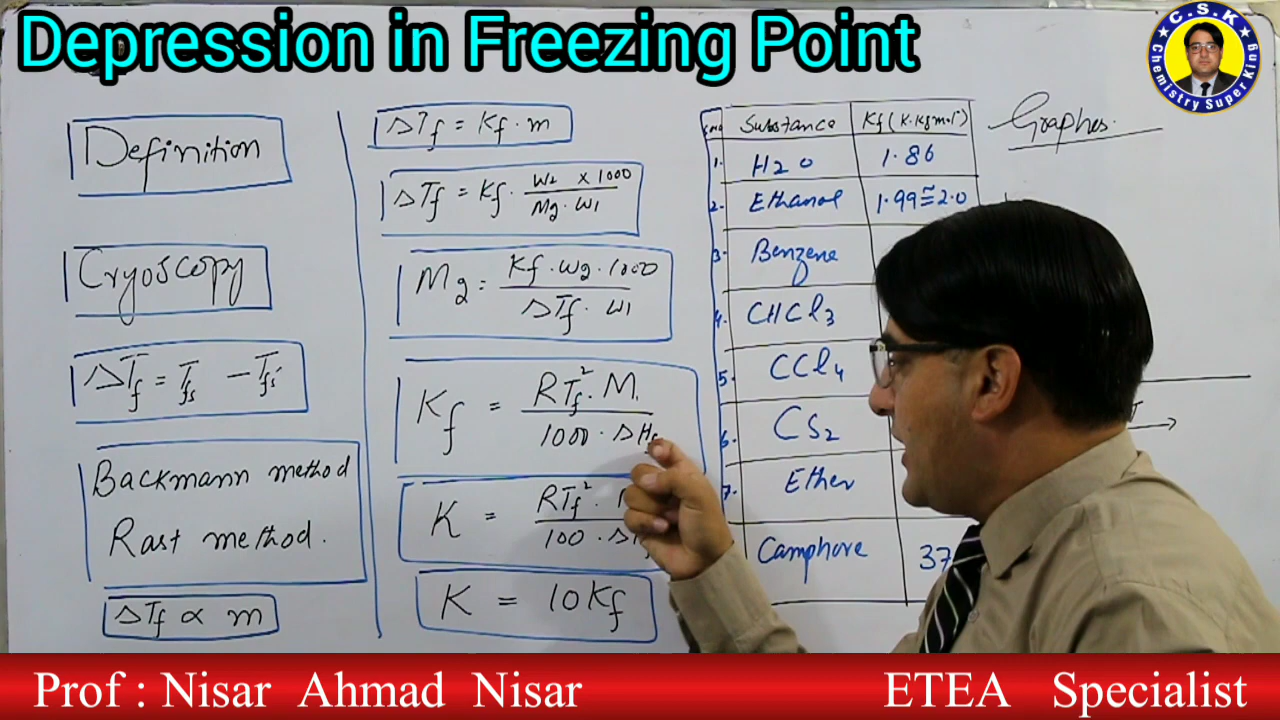 Depression in Freezing Point
C.S.K
Chemistry Super King
Definition
Cryoscopy
ΔTf = Tfs - Tfs'
Backmann method
Rast method.
ΔTf ∝ m
ΔTf = Kf · m
ΔTf = Kf · W2 x 1000 / M2 · W1
M2 = Kf · W2 · 1000 / ΔTf · W1
Kf = RTf² · M1 / 1000 · ΔHf
K = RTf² · / 100 ·
K = 10Kf
Substance Kf (K.Kg mol⁻¹)
1. H2O 1.86
2. Ethanol 1.99≅2.0
3. Benzene
4. CHCl3
5. CCl4
6. CS2
7. Ether
Camphore 37
Graphes.
Prof : Nisar Ahmad Nisar
ETEA Specialist